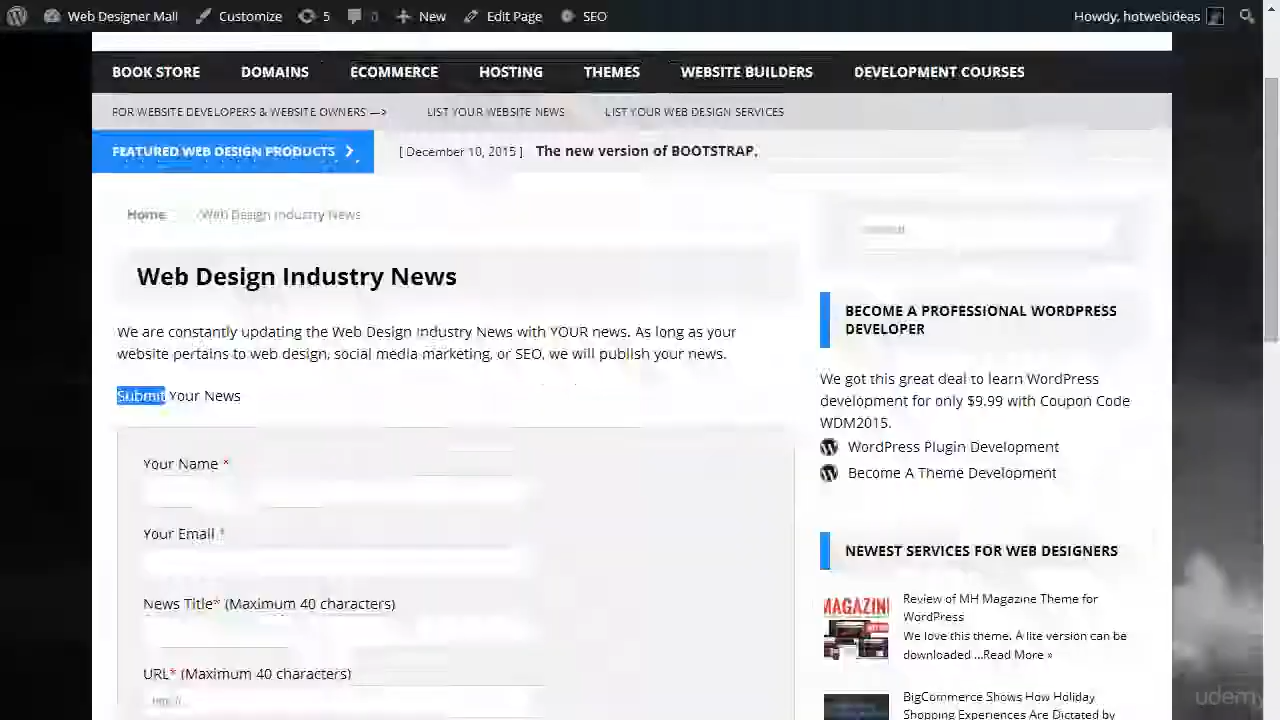 Web Designer Mall Customize 5 0 New Edit Page SEO Howdy, hotwebideas
BOOK STORE DOMAINS ECOMMERCE HOSTING THEMES WEBSITE BUILDERS DEVELOPMENT COURSES
FOR WEBSITE DEVELOPERS & WEBSITE OWNERS —> LIST YOUR WEBSITE NEWS LIST YOUR WEB DESIGN SERVICES
FEATURED WEB DESIGN PRODUCTS [ December 10, 2015 ] The new version of BOOTSTRAP,
Home Web Design Industry News
Web Design Industry News
We are constantly updating the Web Design Industry News with YOUR news. As long as your
website pertains to web design, social media marketing, or SEO, we will publish your news.
Submit Your News
Your Name *
Your Email *
News Title* (Maximum 40 characters)
URL* (Maximum 40 characters)
BECOME A PROFESSIONAL WORDPRESS
DEVELOPER
We got this great deal to learn WordPress
development for only $9.99 with Coupon Code
WDM2015.
WordPress Plugin Development
Become A Theme Development
NEWEST SERVICES FOR WEB DESIGNERS
MAGAZIN
Review of MH Magazine Theme for
WordPress
We love this theme. A lite version can be
downloaded ...Read More »
BigCommerce Shows How Holiday
Shopping Experiences Are Dictated by
udemy